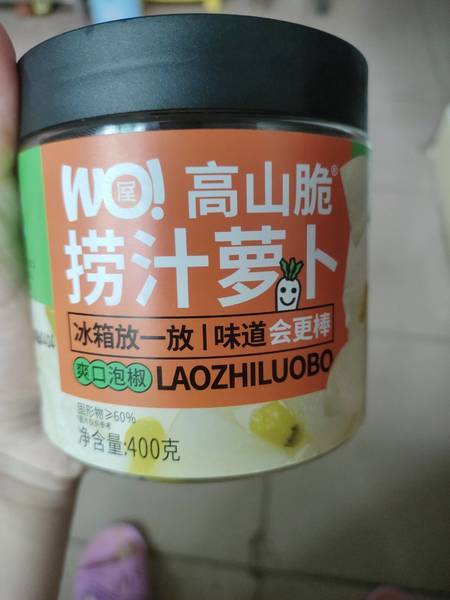 WO!屋 高山脆®
捞汁萝卜
冰箱放一放|味道会更棒
爽口泡椒 LAOZHILUOBO
固形物≥60%
净含量:400克